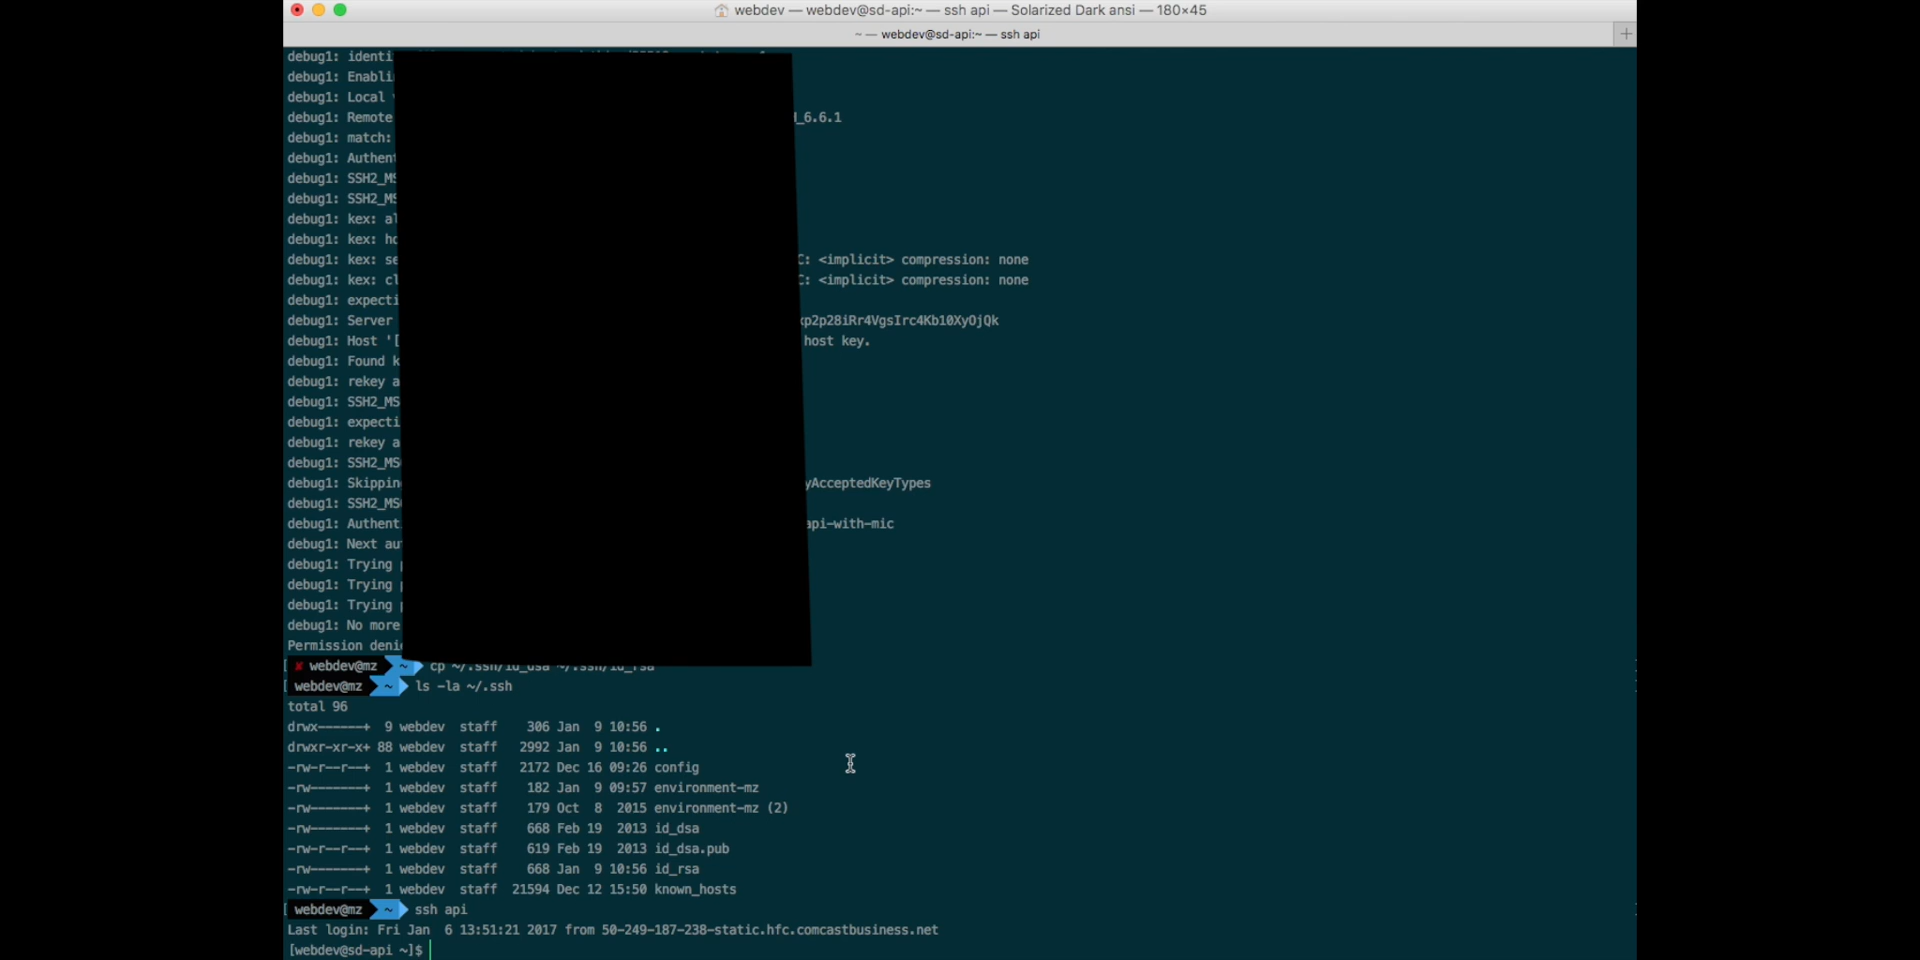 webdev — webdev@sd-api:~ — ssh api — Solarized Dark ansi — 180×45
~ — webdev@sd-api:~ — ssh api
debug1: identi
debug1: Enabli
debug1: Local
debug1: Remote _6.6.1
debug1: match:
debug1: Authent
debug1: SSH2_MS
debug1: SSH2_MS
debug1: kex: al
debug1: kex: ho
debug1: kex: se C: <implicit> compression: none
debug1: kex: cl C: <implicit> compression: none
debug1: expecti
debug1: Server xp2p28iRr4VgsIrc4Kb10XyOjQk
debug1: Host '[ host key.
debug1: Found k
debug1: rekey a
debug1: SSH2_MS
debug1: expecti
debug1: rekey a
debug1: SSH2_MS
debug1: Skippin yAcceptedKeyTypes
debug1: SSH2_MS
debug1: Authent api-with-mic
debug1: Next au
debug1: Trying
debug1: Trying
debug1: Trying
debug1: No more
Permission deni
[ ✘ webdev@mz ~ cp ~/.ssh/id_dsa ~/.ssh/id_rsa
[ webdev@mz ~ ls -la ~/.ssh
total 96
drwx------+ 9 webdev staff 306 Jan 9 10:56 .
drwxr-xr-x+ 88 webdev staff 2992 Jan 9 10:56 ..
-rw-r--r--+ 1 webdev staff 2172 Dec 16 09:26 config
-rw-------+ 1 webdev staff 182 Jan 9 09:57 environment-mz
-rw-------+ 1 webdev staff 179 Oct 8 2015 environment-mz (2)
-rw-------+ 1 webdev staff 668 Feb 19 2013 id_dsa
-rw-r--r--+ 1 webdev staff 619 Feb 19 2013 id_dsa.pub
-rw-------+ 1 webdev staff 668 Jan 9 10:56 id_rsa
-rw-r--r--+ 1 webdev staff 21594 Dec 12 15:50 known_hosts
[ webdev@mz ~ ssh api
Last login: Fri Jan 6 13:51:21 2017 from 50-249-187-238-static.hfc.comcastbusiness.net
[webdev@sd-api ~]$